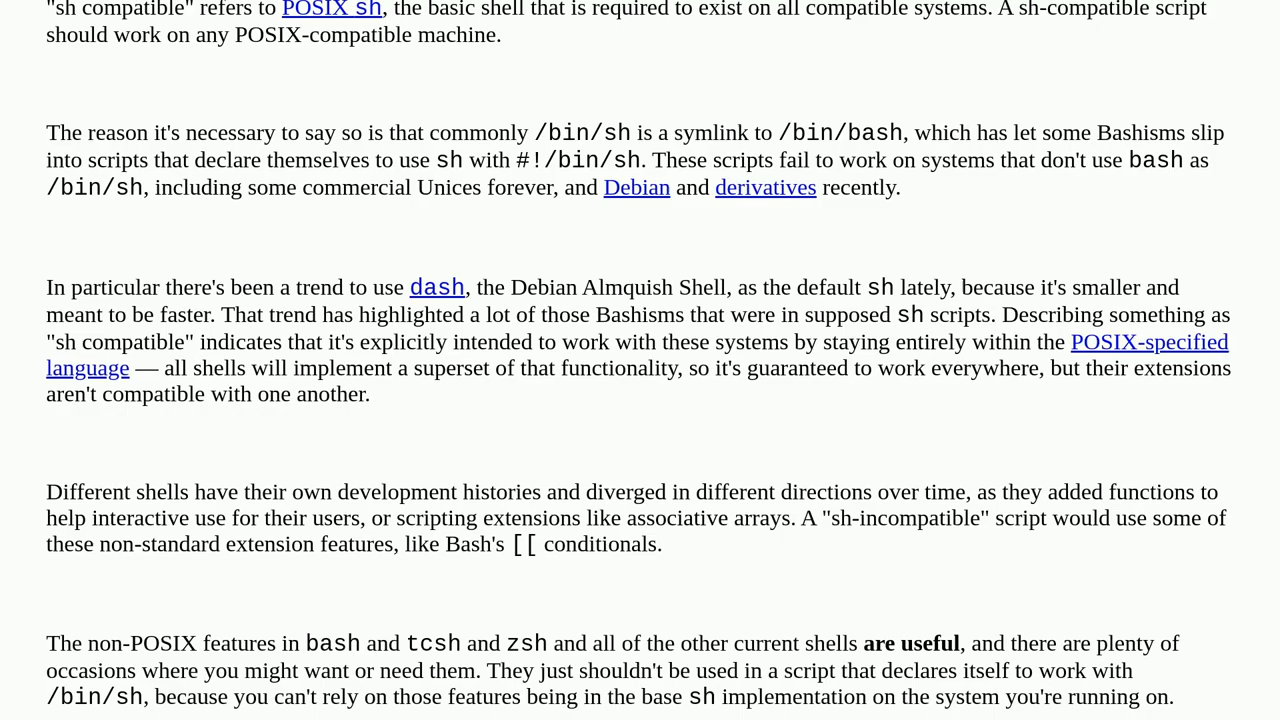 "sh compatible" refers to POSIX sh, the basic shell that is required to exist on all compatible systems. A sh-compatible script
should work on any POSIX-compatible machine.
The reason it's necessary to say so is that commonly /bin/sh is a symlink to /bin/bash, which has let some Bashisms slip
into scripts that declare themselves to use sh with #!/bin/sh. These scripts fail to work on systems that don't use bash as
/bin/sh, including some commercial Unices forever, and Debian and derivatives recently.
In particular there's been a trend to use dash, the Debian Almquish Shell, as the default sh lately, because it's smaller and
meant to be faster. That trend has highlighted a lot of those Bashisms that were in supposed sh scripts. Describing something as
"sh compatible" indicates that it's explicitly intended to work with these systems by staying entirely within the POSIX-specified
language — all shells will implement a superset of that functionality, so it's guaranteed to work everywhere, but their extensions
aren't compatible with one another.
Different shells have their own development histories and diverged in different directions over time, as they added functions to
help interactive use for their users, or scripting extensions like associative arrays. A "sh-incompatible" script would use some of
these non-standard extension features, like Bash's [[ conditionals.
The non-POSIX features in bash and tcsh and zsh and all of the other current shells are useful, and there are plenty of
occasions where you might want or need them. They just shouldn't be used in a script that declares itself to work with
/bin/sh, because you can't rely on those features being in the base sh implementation on the system you're running on.